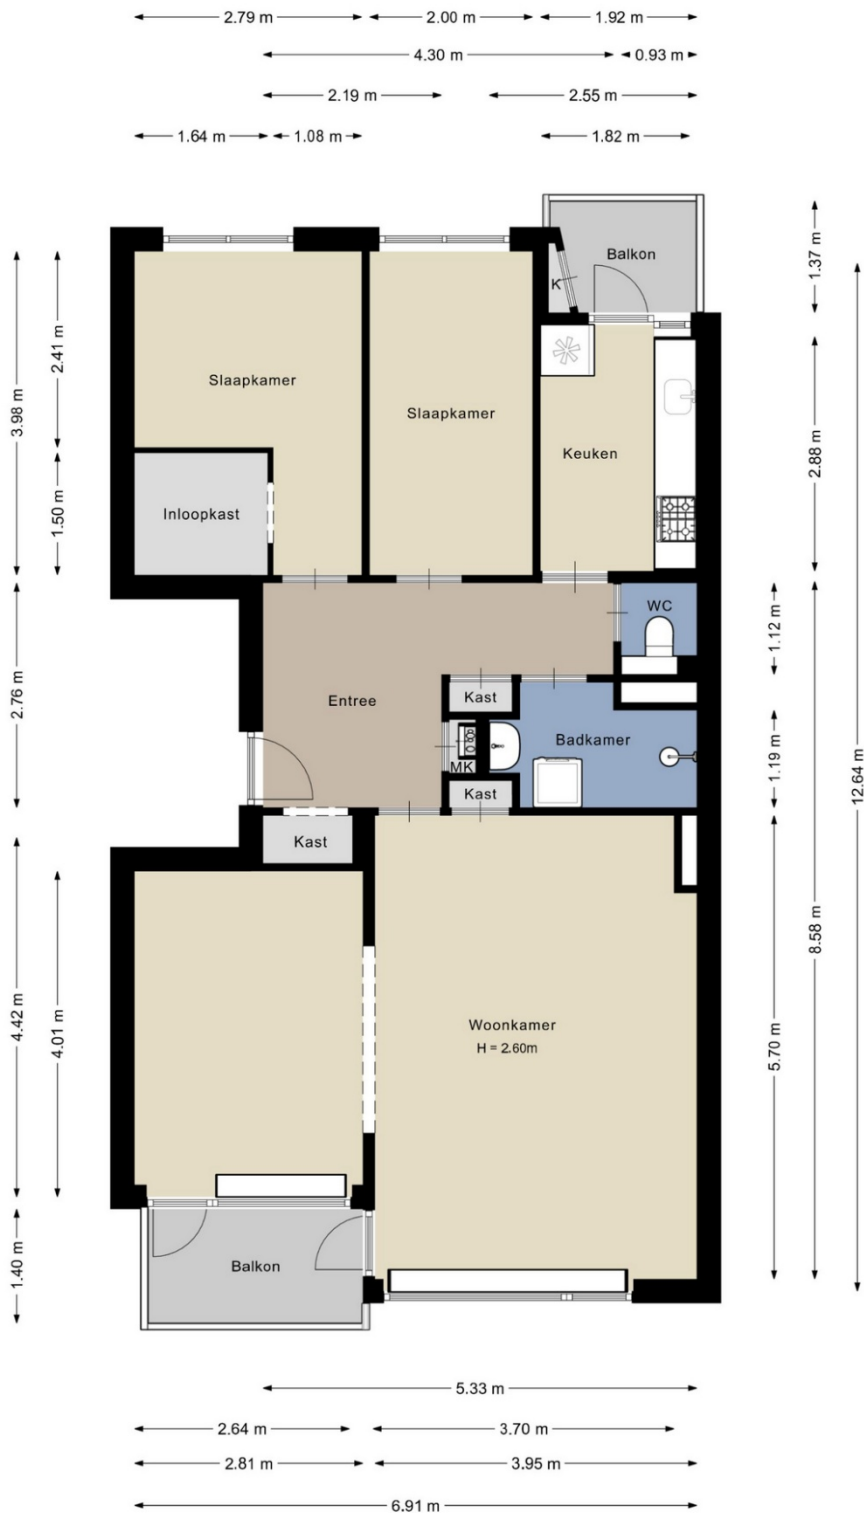 2.79 m
2.00 m
1.92 m
4.30 m
0.93 m
2.19 m
2.55 m
1.64 m
1.08 m
1.82 m
Balkon
K
1.37 m
3.98 m
2.41 m
Slaapkamer
Slaapkamer
Keuken
2.88 m
1.50 m
Inloopkast
WC
1.12 m
2.76 m
Entree
Kast
Badkamer
MK
1.19 m
Kast
12.64 m
Kast
8.58 m
4.42 m
4.01 m
Woonkamer
H = 2.60m
5.70 m
1.40 m
Balkon
5.33 m
2.64 m
3.70 m
2.81 m
3.95 m
6.91 m